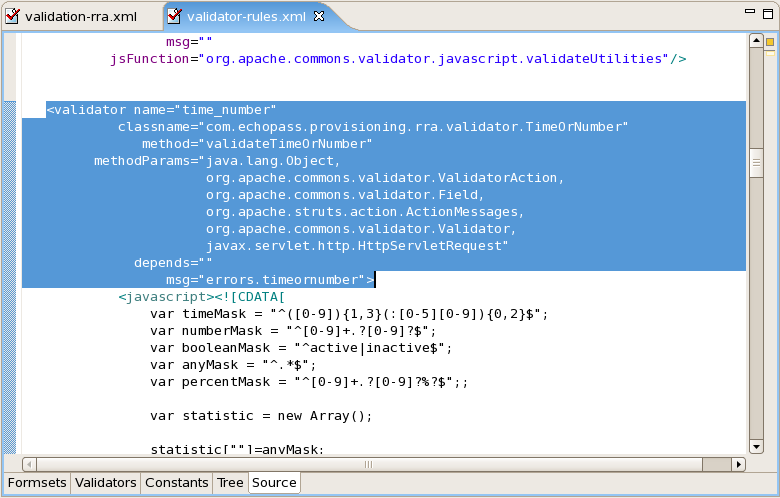 validation-rra.xml validator-rules.xml
msg=""
jsFunction="org.apache.commons.validator.javascript.validateUtilities"/>
<validator name="time_number"
classname="com.echopass.provisioning.rra.validator.TimeOrNumber"
method="validateTimeOrNumber"
methodParams="java.lang.Object,
org.apache.commons.validator.ValidatorAction,
org.apache.commons.validator.Field,
org.apache.struts.action.ActionMessages,
org.apache.commons.validator.Validator,
javax.servlet.http.HttpServletRequest"
depends=""
msg="errors.timeornumber">
<javascript><![CDATA[
var timeMask = "^([0-9]){1,3}(:[0-5][0-9]){0,2}$";
var numberMask = "^[0-9]+.?[0-9]?$";
var booleanMask = "^active|inactive$";
var anyMask = "^.*$";
var percentMask = "^[0-9]+.?[0-9]?%?$";;
var statistic = new Array();
statistic[""]=anyMask;
Formsets Validators Constants Tree Source